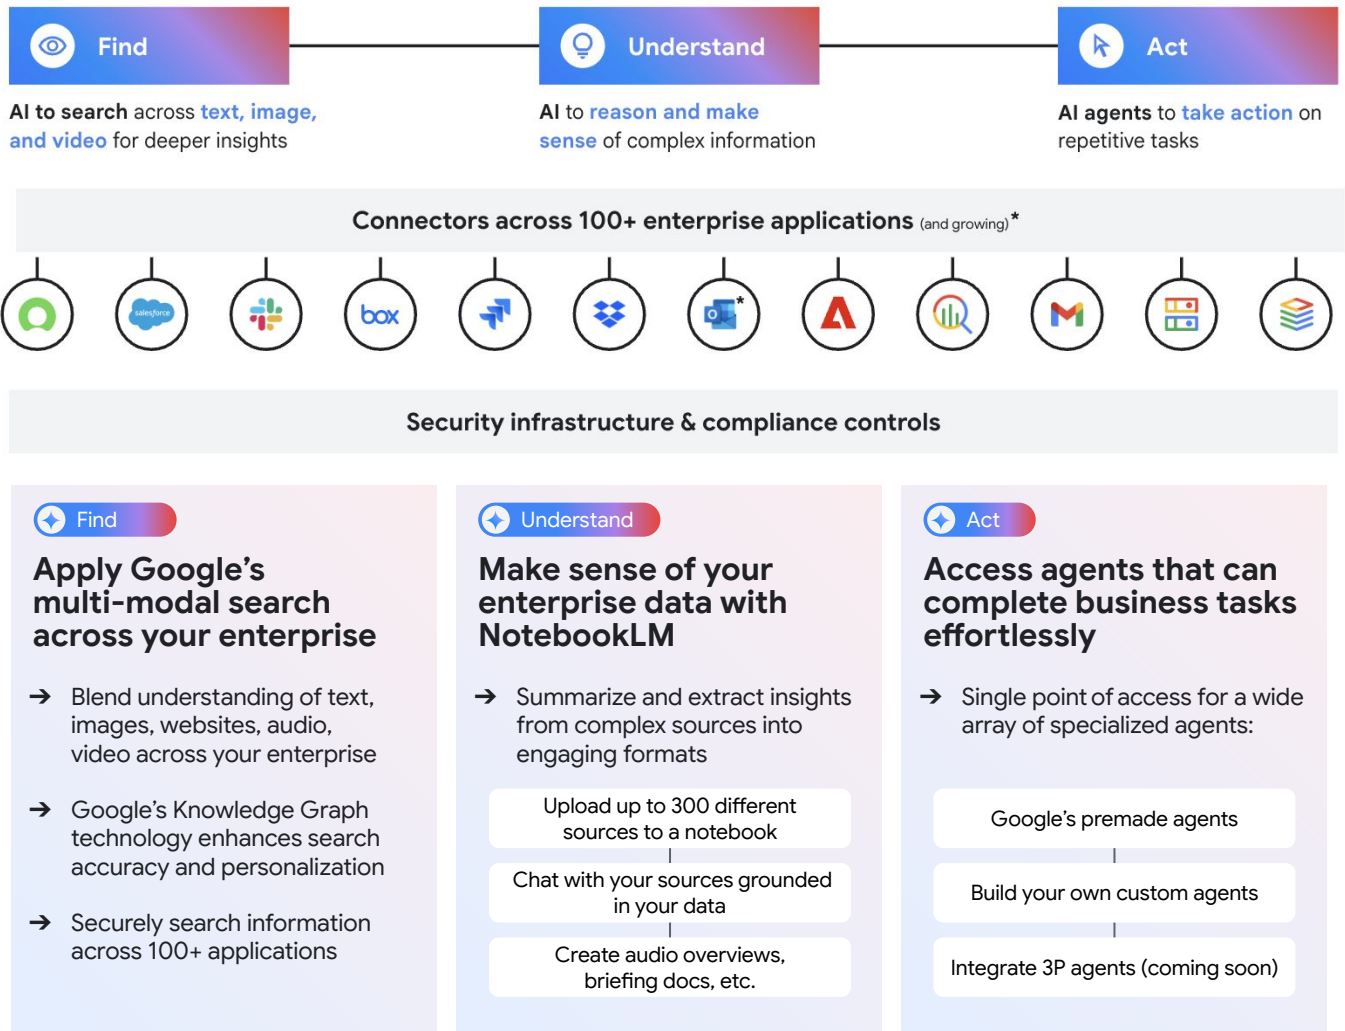 Find
Understand
Act
AI to search across text, image,
and video for deeper insights
AI to reason and make
sense of complex information
AI agents to take action on
repetitive tasks
Connectors across 100+ enterprise applications (and growing)*
salesforce
box
o
*
Security infrastructure & compliance controls
Find
Apply Google's
multi-modal search
across your enterprise
➔ Blend understanding of text,
images, websites, audio,
video across your enterprise
➔ Google's Knowledge Graph
technology enhances search
accuracy and personalization
➔ Securely search information
across 100+ applications
Understand
Make sense of your
enterprise data with
NotebookLM
➔ Summarize and extract insights
from complex sources into
engaging formats
Upload up to 300 different
sources to a notebook
Chat with your sources grounded
in your data
Create audio overviews,
briefing docs, etc.
Act
Access agents that can
complete business tasks
effortlessly
➔ Single point of access for a wide
array of specialized agents:
Google's premade agents
Build your own custom agents
Integrate 3P agents (coming soon)